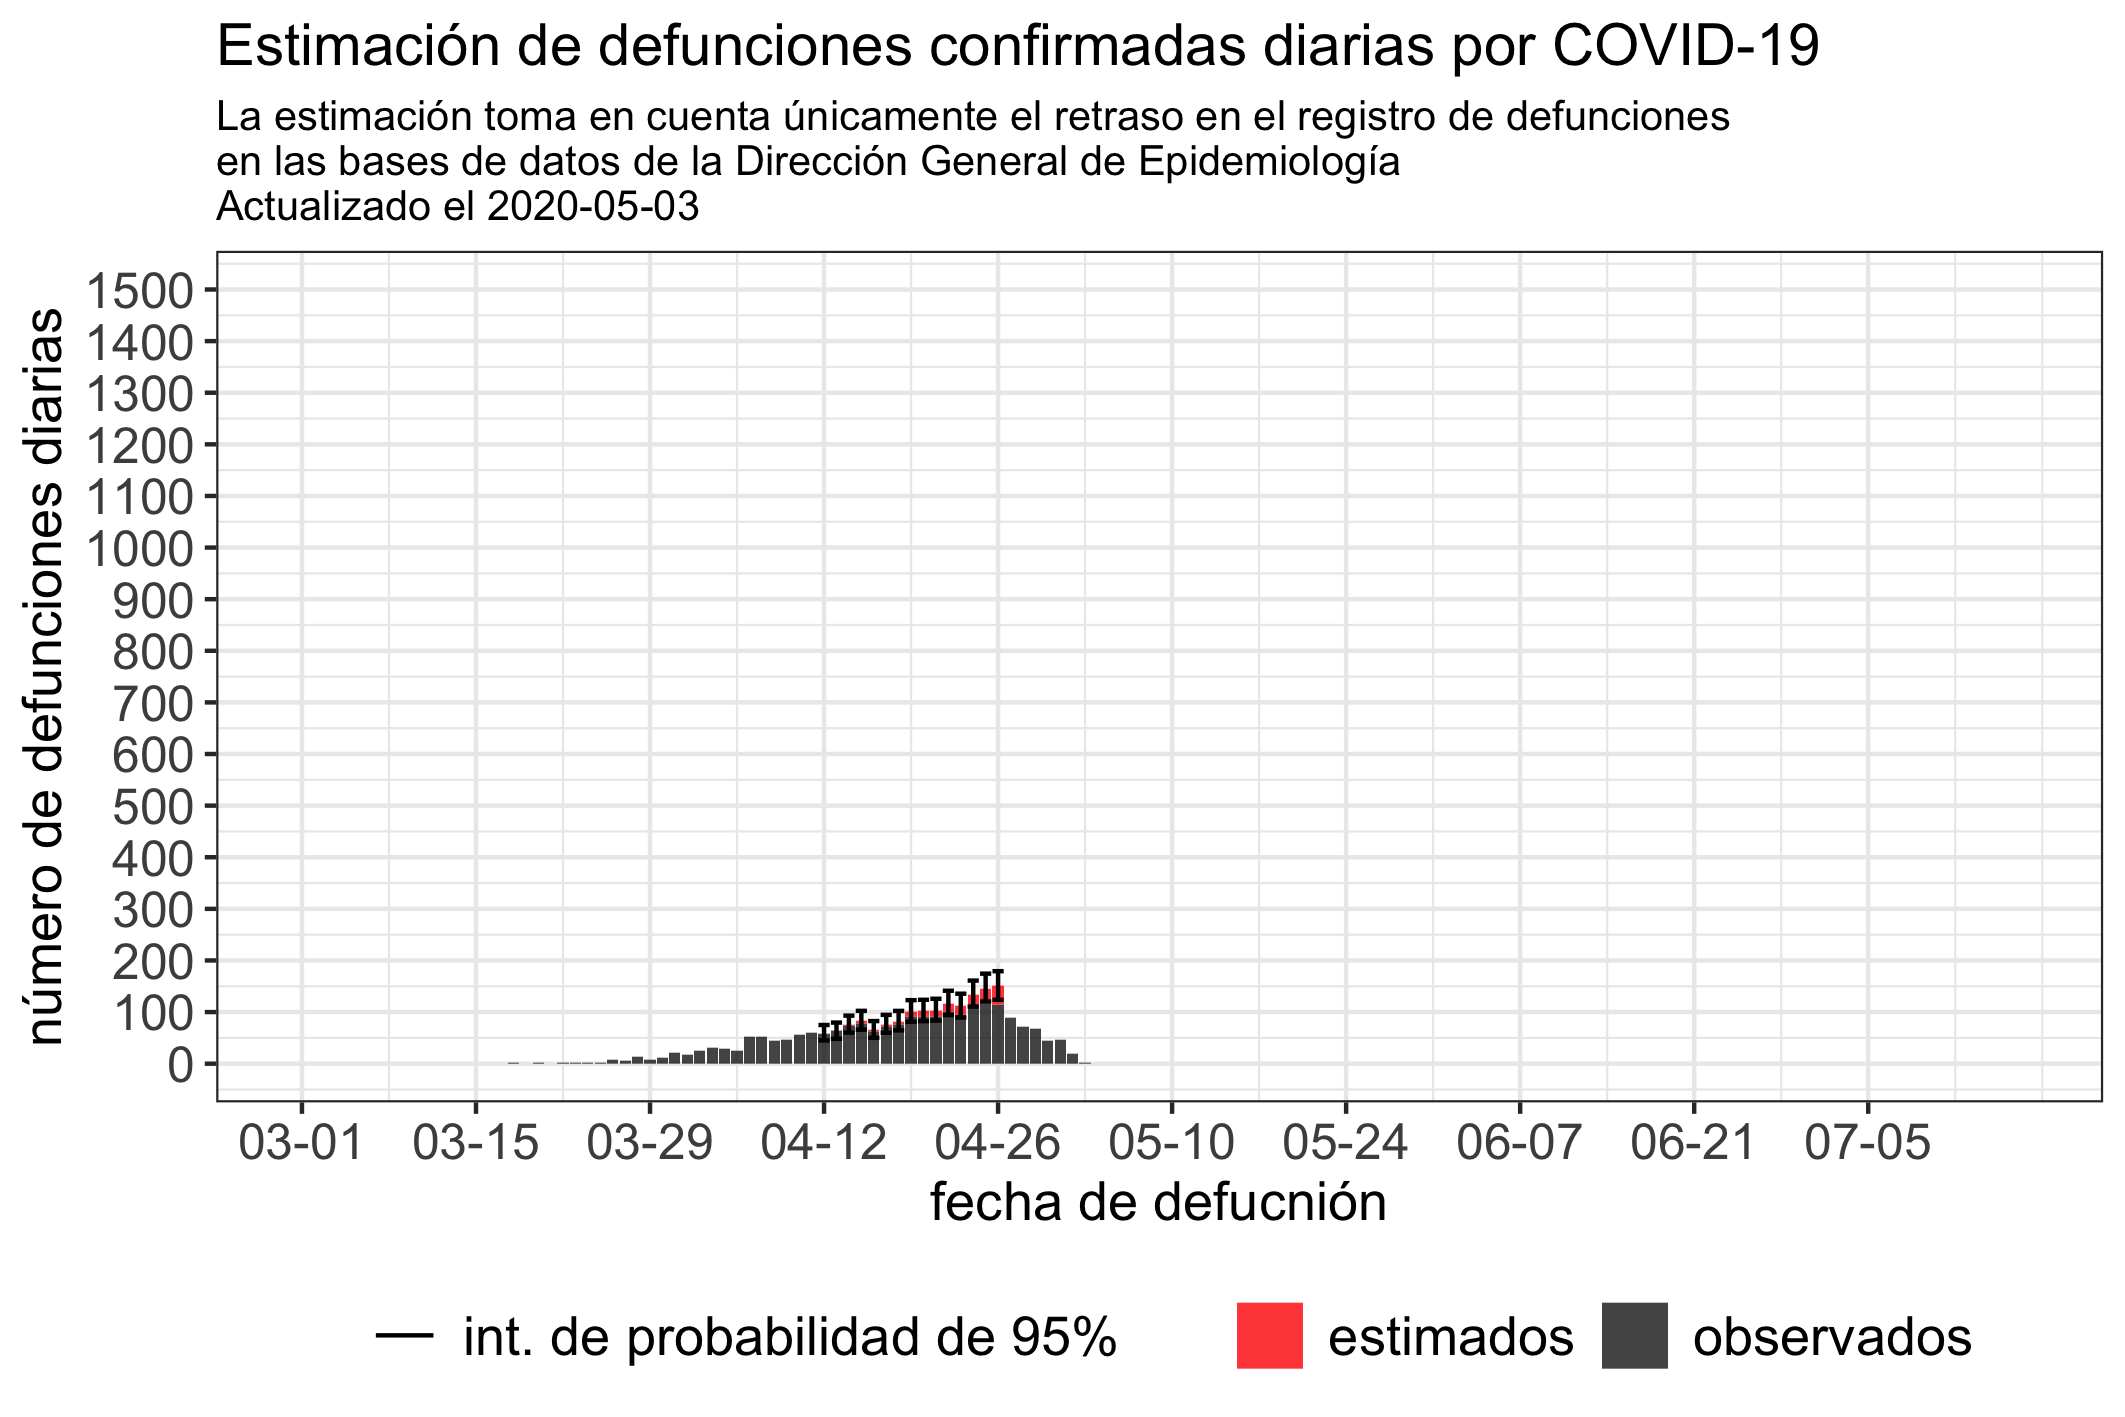 Estimación de defunciones confirmadas diarias por COVID-19
La estimación toma en cuenta únicamente el retraso en el registro de defunciones
en las bases de datos de la Dirección General de Epidemiología
Actualizado el 2020-05-03
número de defunciones diarias
1500
1400
1300
1200
1100
1000
900
800
700
600
500
400
300
200
100
0
03-01 03-15 03-29 04-12 04-26 05-10 05-24 06-07 06-21 07-05
fecha de defucnión
int. de probabilidad de 95% estimados observados